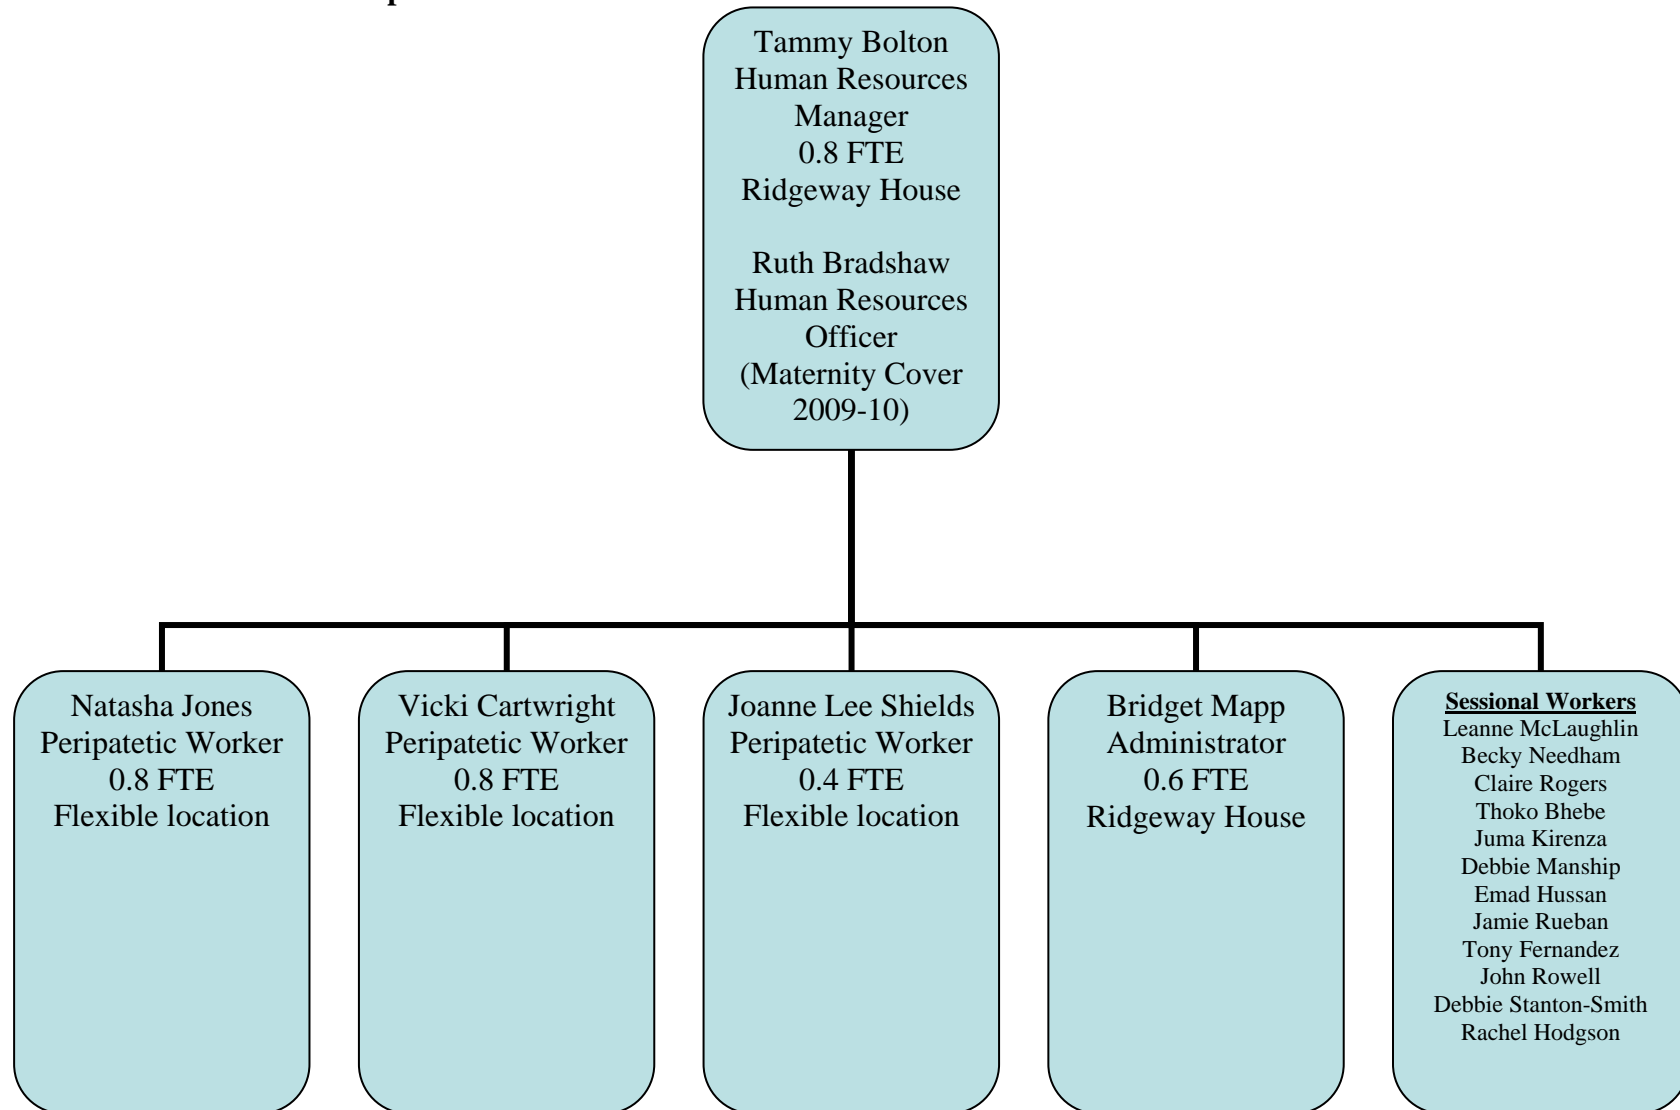 Tammy Bolton
Human Resources
Manager
0.8 FTE
Ridgeway House
Ruth Bradshaw
Human Resources
Officer
(Maternity Cover
2009-10)
Natasha Jones
Peripatetic Worker
0.8 FTE
Flexible location
Vicki Cartwright
Peripatetic Worker
0.8 FTE
Flexible location
Joanne Lee Shields
Peripatetic Worker
0.4 FTE
Flexible location
Bridget Mapp
Administrator
0.6 FTE
Ridgeway House
Sessional Workers
Leanne McLaughlin
Becky Needham
Claire Rogers
Thoko Bhebe
Juma Kirenza
Debbie Manship
Emad Hussan
Jamie Rueban
Tony Fernandez
John Rowell
Debbie Stanton-Smith
Rachel Hodgson